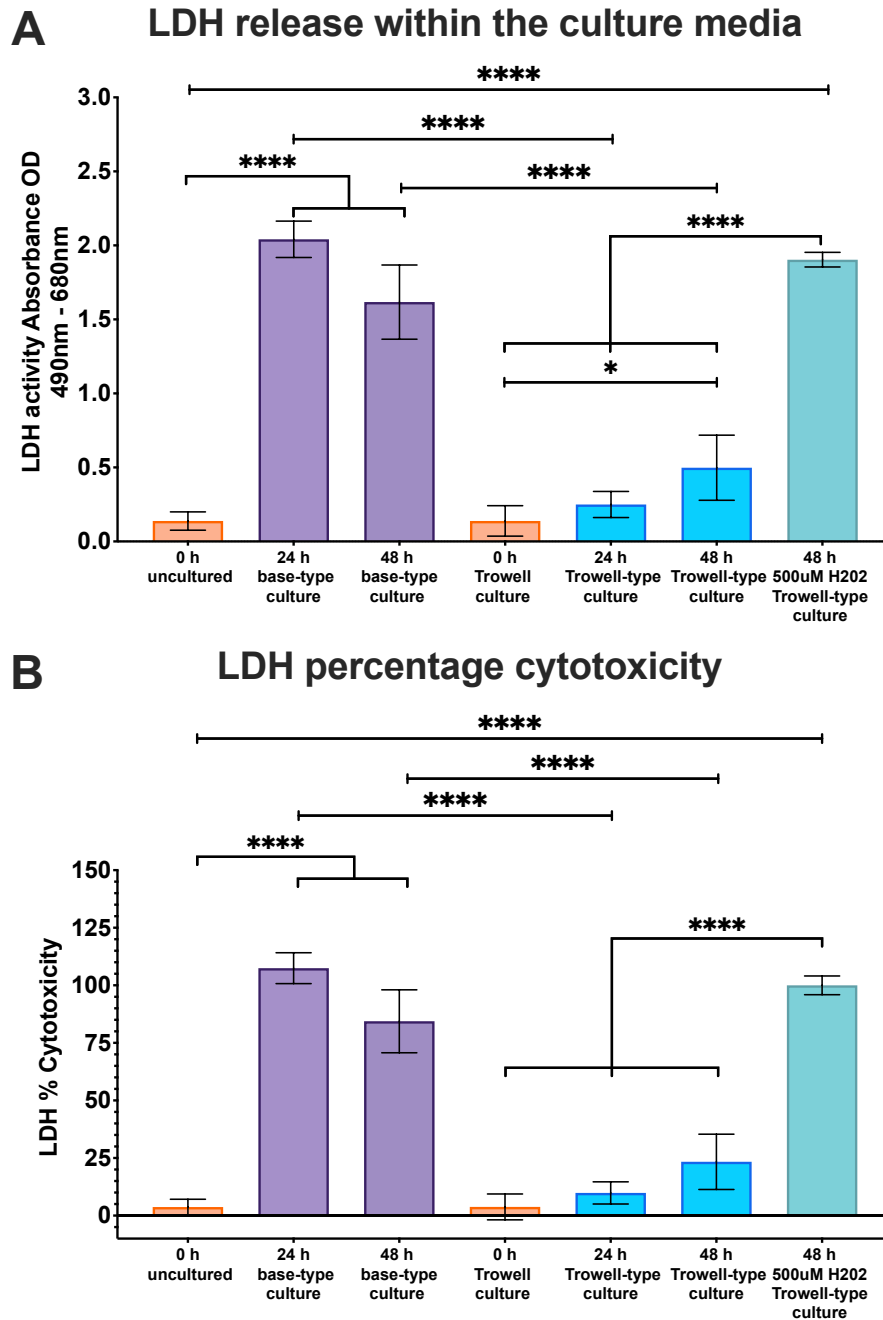 A
LDH release within the culture media
****
****
****
****
****
*
3.0
2.5
2.0
1.5
1.0
0.5
0.0
LDH activity Absorbance OD
490nm - 680nm
0 h
uncultured
24 h
base-type
culture
48 h
base-type
culture
0 h
Trowell
culture
24 h
Trowell-type
culture
48 h
Trowell-type
culture
48 h
500uM H202
Trowell-type
culture
B
LDH percentage cytotoxicity
****
****
****
****
****
150
125
100
75
50
25
0
LDH % Cytotoxicity
0 h
uncultured
24 h
base-type
culture
48 h
base-type
culture
0 h
Trowell
culture
24 h
Trowell-type
culture
48 h
Trowell-type
culture
48 h
500uM H202
Trowell-type
culture